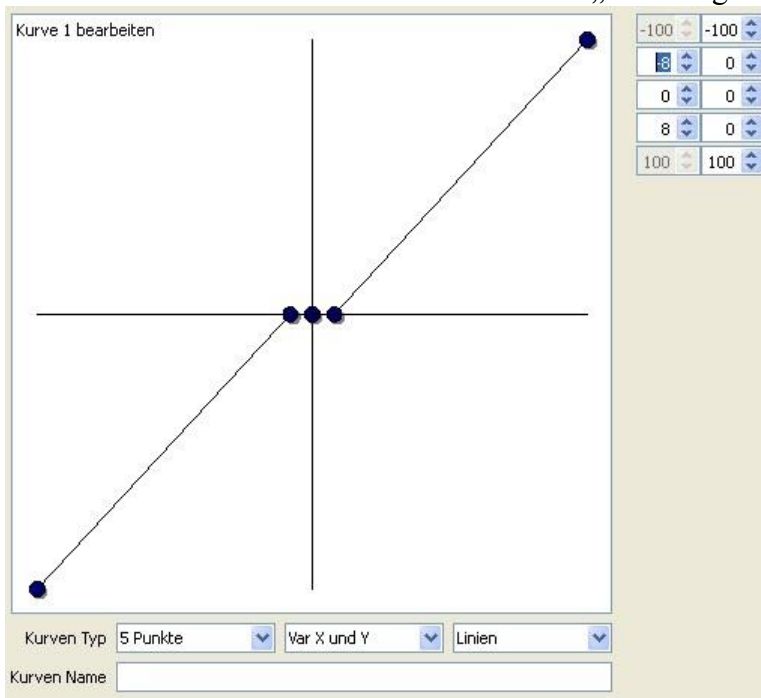 „
Kurve 1 bearbeiten
-100 -100
-8 0
0 0
8 0
100 100
Kurven Typ 5 Punkte Var X und Y Linien
Kurven Name